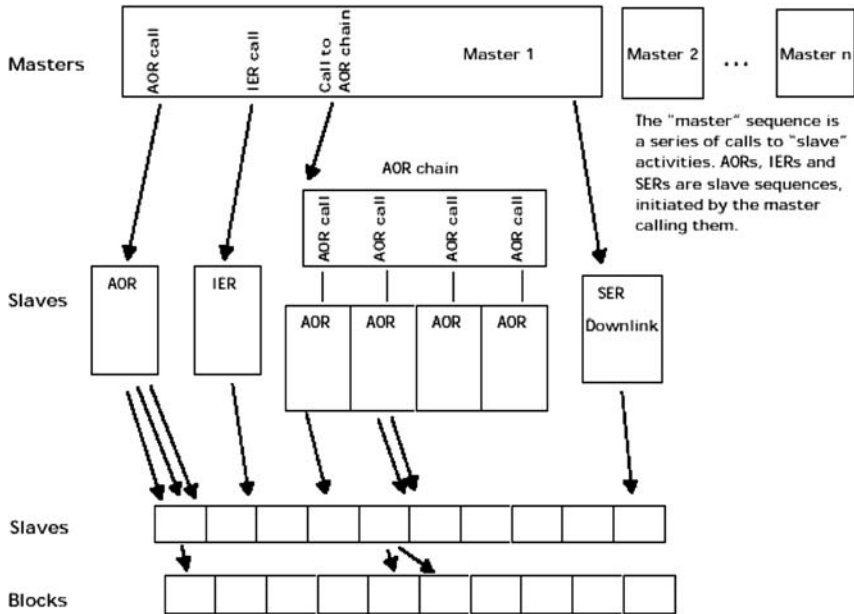 Masters
AOR call
IER call
Call to
AOR chain
Master 1
Master 2
...
Master n
The "master" sequence is
a series of calls to "slave"
activities. AORs, IERs and
SERs are slave sequences,
initiated by the master
calling them.
AOR chain
AOR call
AOR call
AOR call
AOR call
Slaves
AOR
IER
AOR
AOR
AOR
AOR
SER
"Downlink
Slaves
Blocks